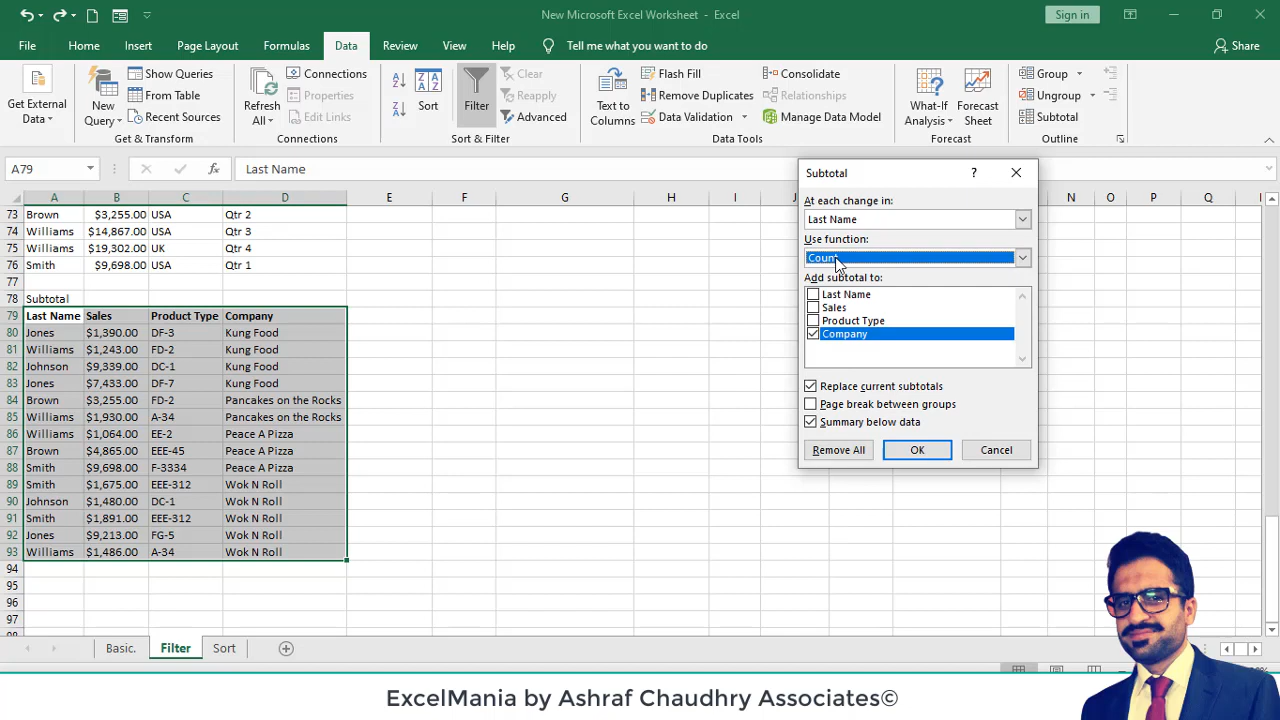 New Microsoft Excel Worksheet - Excel
Sign in
File Home Insert Page Layout Formulas Data Review View Help Tell me what you want to do Share
Get External Data
New Query
Show Queries
From Table
Recent Sources
Get & Transform
Refresh All
Connections
Properties
Edit Links
Connections
Sort
Filter
Clear
Reapply
Advanced
Sort & Filter
Text to Columns
Flash Fill
Remove Duplicates
Data Validation
Consolidate
Relationships
Manage Data Model
Data Tools
What-If Analysis
Forecast Sheet
Forecast
Group
Ungroup
Subtotal
Outline
A79 fx Last Name
A B C D E F G H I J N O P Q
73 Brown $3,255.00 USA Qtr 2
74 Williams $14,867.00 USA Qtr 3
75 Williams $19,302.00 UK Qtr 4
76 Smith $9,698.00 USA Qtr 1
77
78 Subtotal
79 Last Name Sales Product Type Company
80 Jones $1,390.00 DF-3 Kung Food
81 Williams $1,243.00 FD-2 Kung Food
82 Johnson $9,339.00 DC-1 Kung Food
83 Jones $7,433.00 DF-7 Kung Food
84 Brown $3,255.00 FD-2 Pancakes on the Rocks
85 Williams $1,930.00 A-34 Pancakes on the Rocks
86 Williams $1,064.00 EE-2 Peace A Pizza
87 Brown $4,865.00 EEE-45 Peace A Pizza
88 Smith $9,698.00 F-3334 Peace A Pizza
89 Smith $1,675.00 EEE-312 Wok N Roll
90 Johnson $1,480.00 DC-1 Wok N Roll
91 Smith $1,891.00 EEE-312 Wok N Roll
92 Jones $9,213.00 FG-5 Wok N Roll
93 Williams $1,486.00 A-34 Wok N Roll
94
95
96
97
98
Subtotal ?
At each change in:
Last Name
Use function:
Count
Add subtotal to:
Last Name
Sales
Product Type
Company
Replace current subtotals
Page break between groups
Summary below data
Remove All OK Cancel
Basic. Filter Sort
ExcelMania by Ashraf Chaudhry Associates©